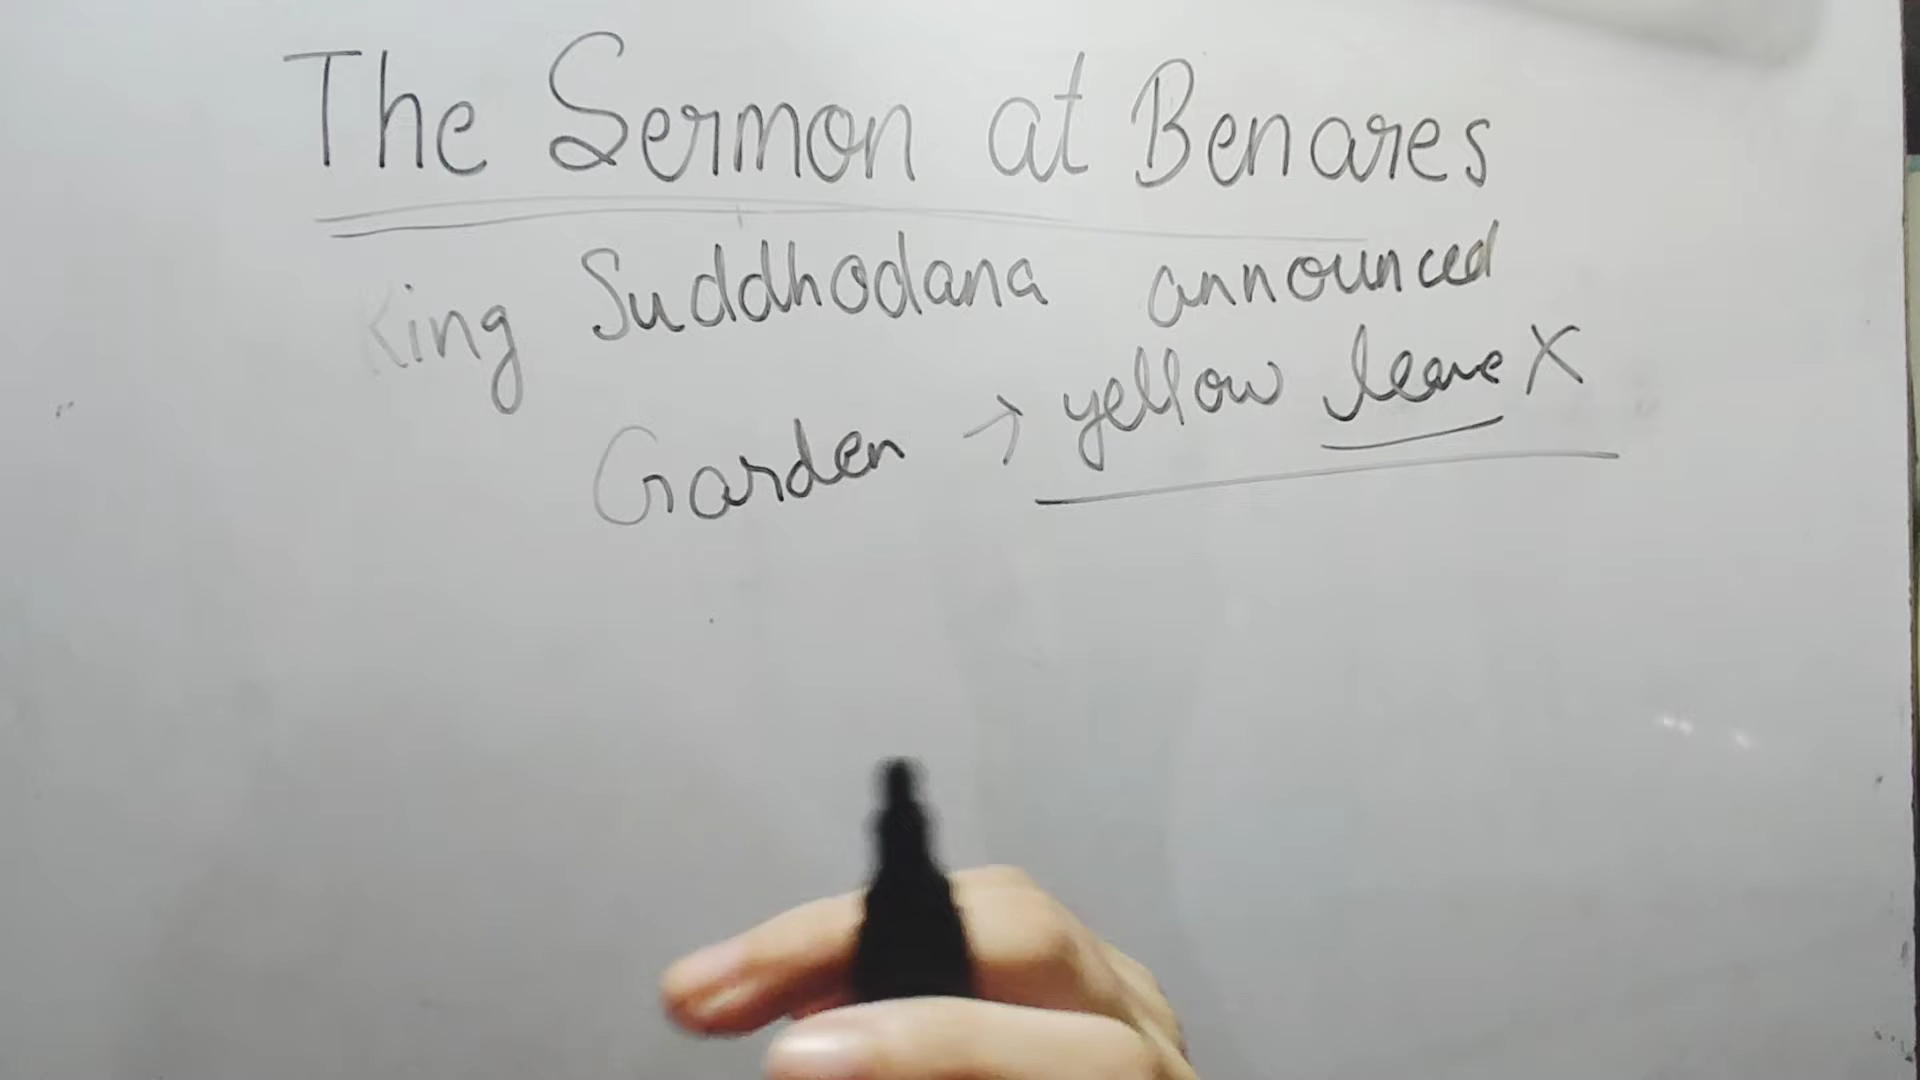 The Sermon at Benares
King Suddhodana announced
Garden → yellow leave X